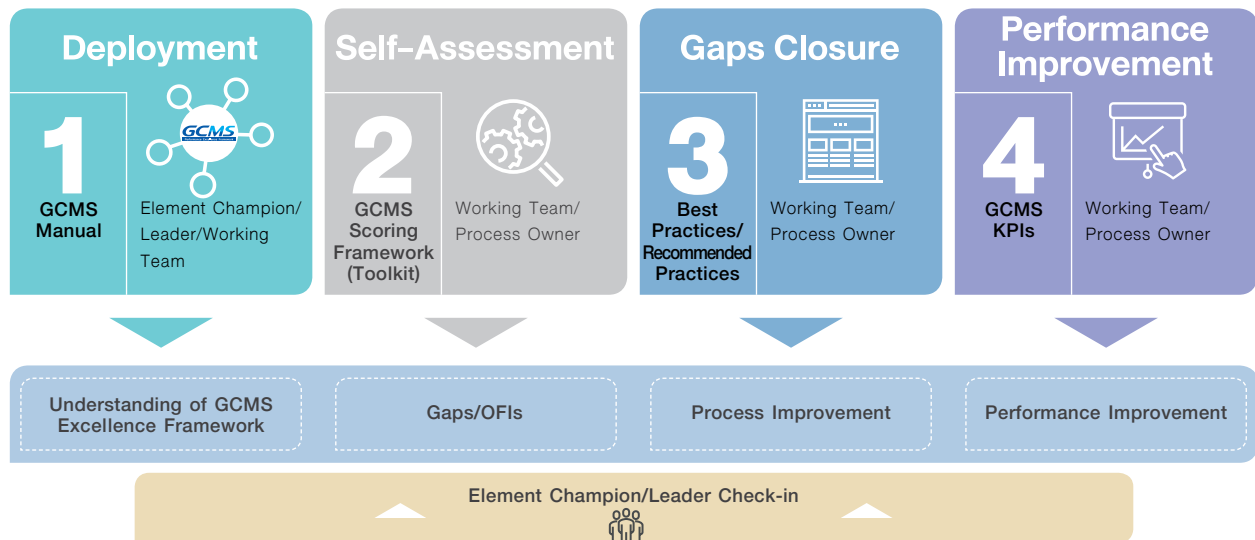 Deployment
1
GCMS
Manual
GCMS
Element Champion/
Leader/Working
Team
Self-Assessment
2
GCMS
Scoring
Framework
(Toolkit)
Working Team/
Process Owner
Gaps Closure
3
Best
Practices/
Recommended
Practices
Working Team/
Process Owner
Performance
Improvement
4
GCMS
KPIs
Working Team/
Process Owner
Understanding of GCMS
Excellence Framework
Gaps/OFIs
Process Improvement
Performance Improvement
Element Champion/Leader Check-in